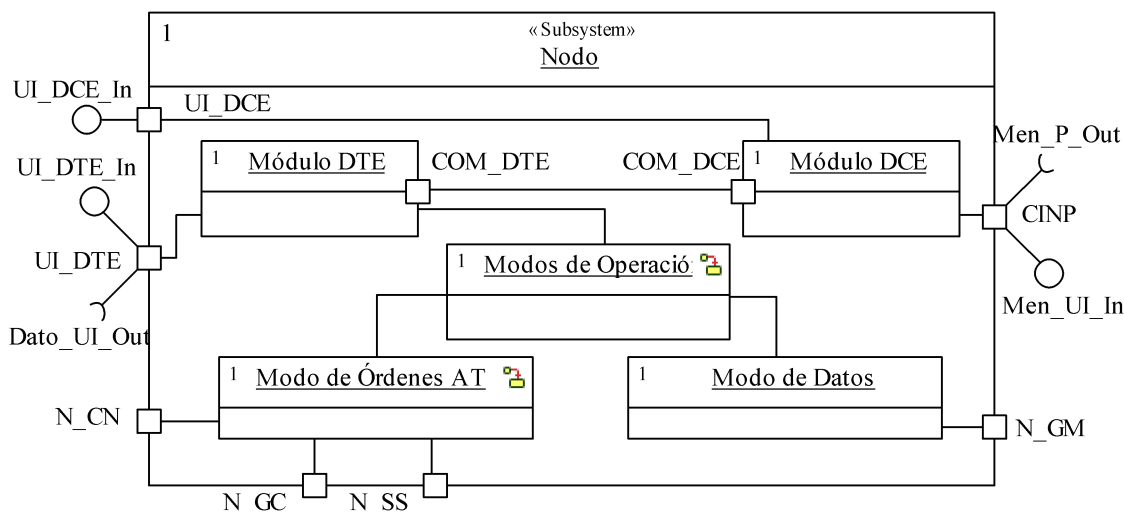 1
«Subsystem»
Nodo
UI_DCE_In
UI_DCE
UI_DTE_In
1
Módulo DTE
COM_DTE
COM_DCE
1
Módulo DCE
Men_P_Out
CINP
UI_DTE
1
Modos de Operació
Men_UI_In
Dato_UI_Out
1
Modo de Órdenes AT
1
Modo de Datos
N_CN
N_GM
N_GC
N_SS